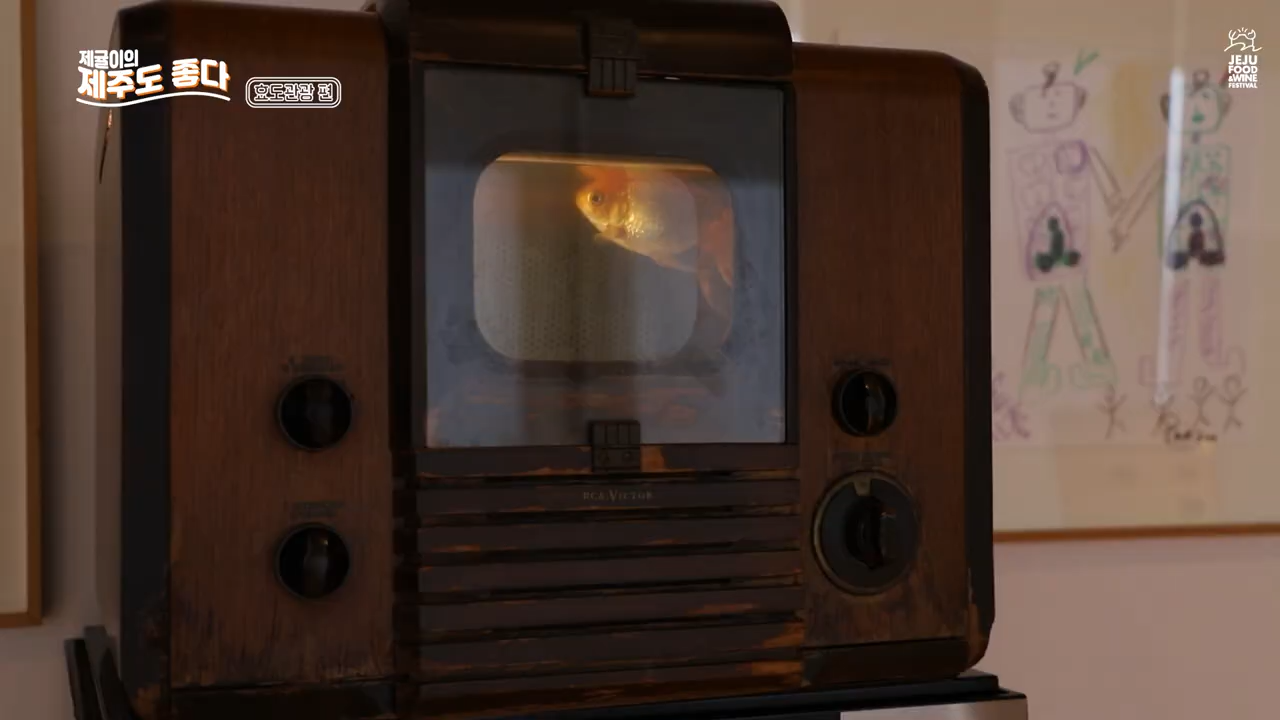 제귤이의
제주도 좋다
효도관광 편
JEJU
FOOD
&WINE
FESTIVAL
RCA VICTOR